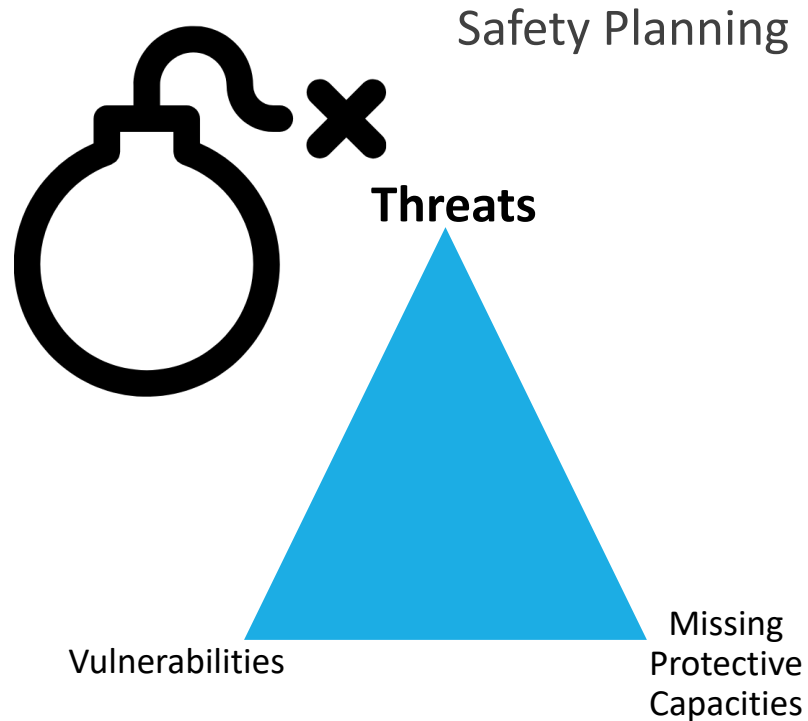 Safety Planning
Threats
Vulnerabilities
Missing
Protective
Capacities